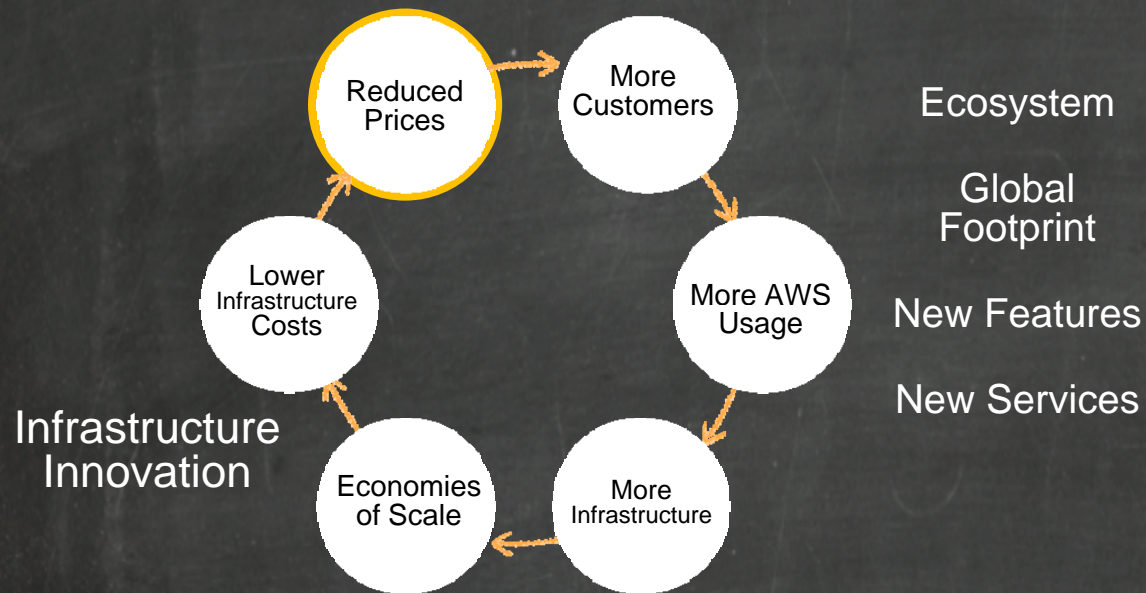 Reduced
Prices
More
Customers
More AWS
Usage
More
Infrastructure
Economies
of Scale
Lower
Infrastructure
Costs
Ecosystem
Global
Footprint
New Features
New Services
Infrastructure
Innovation